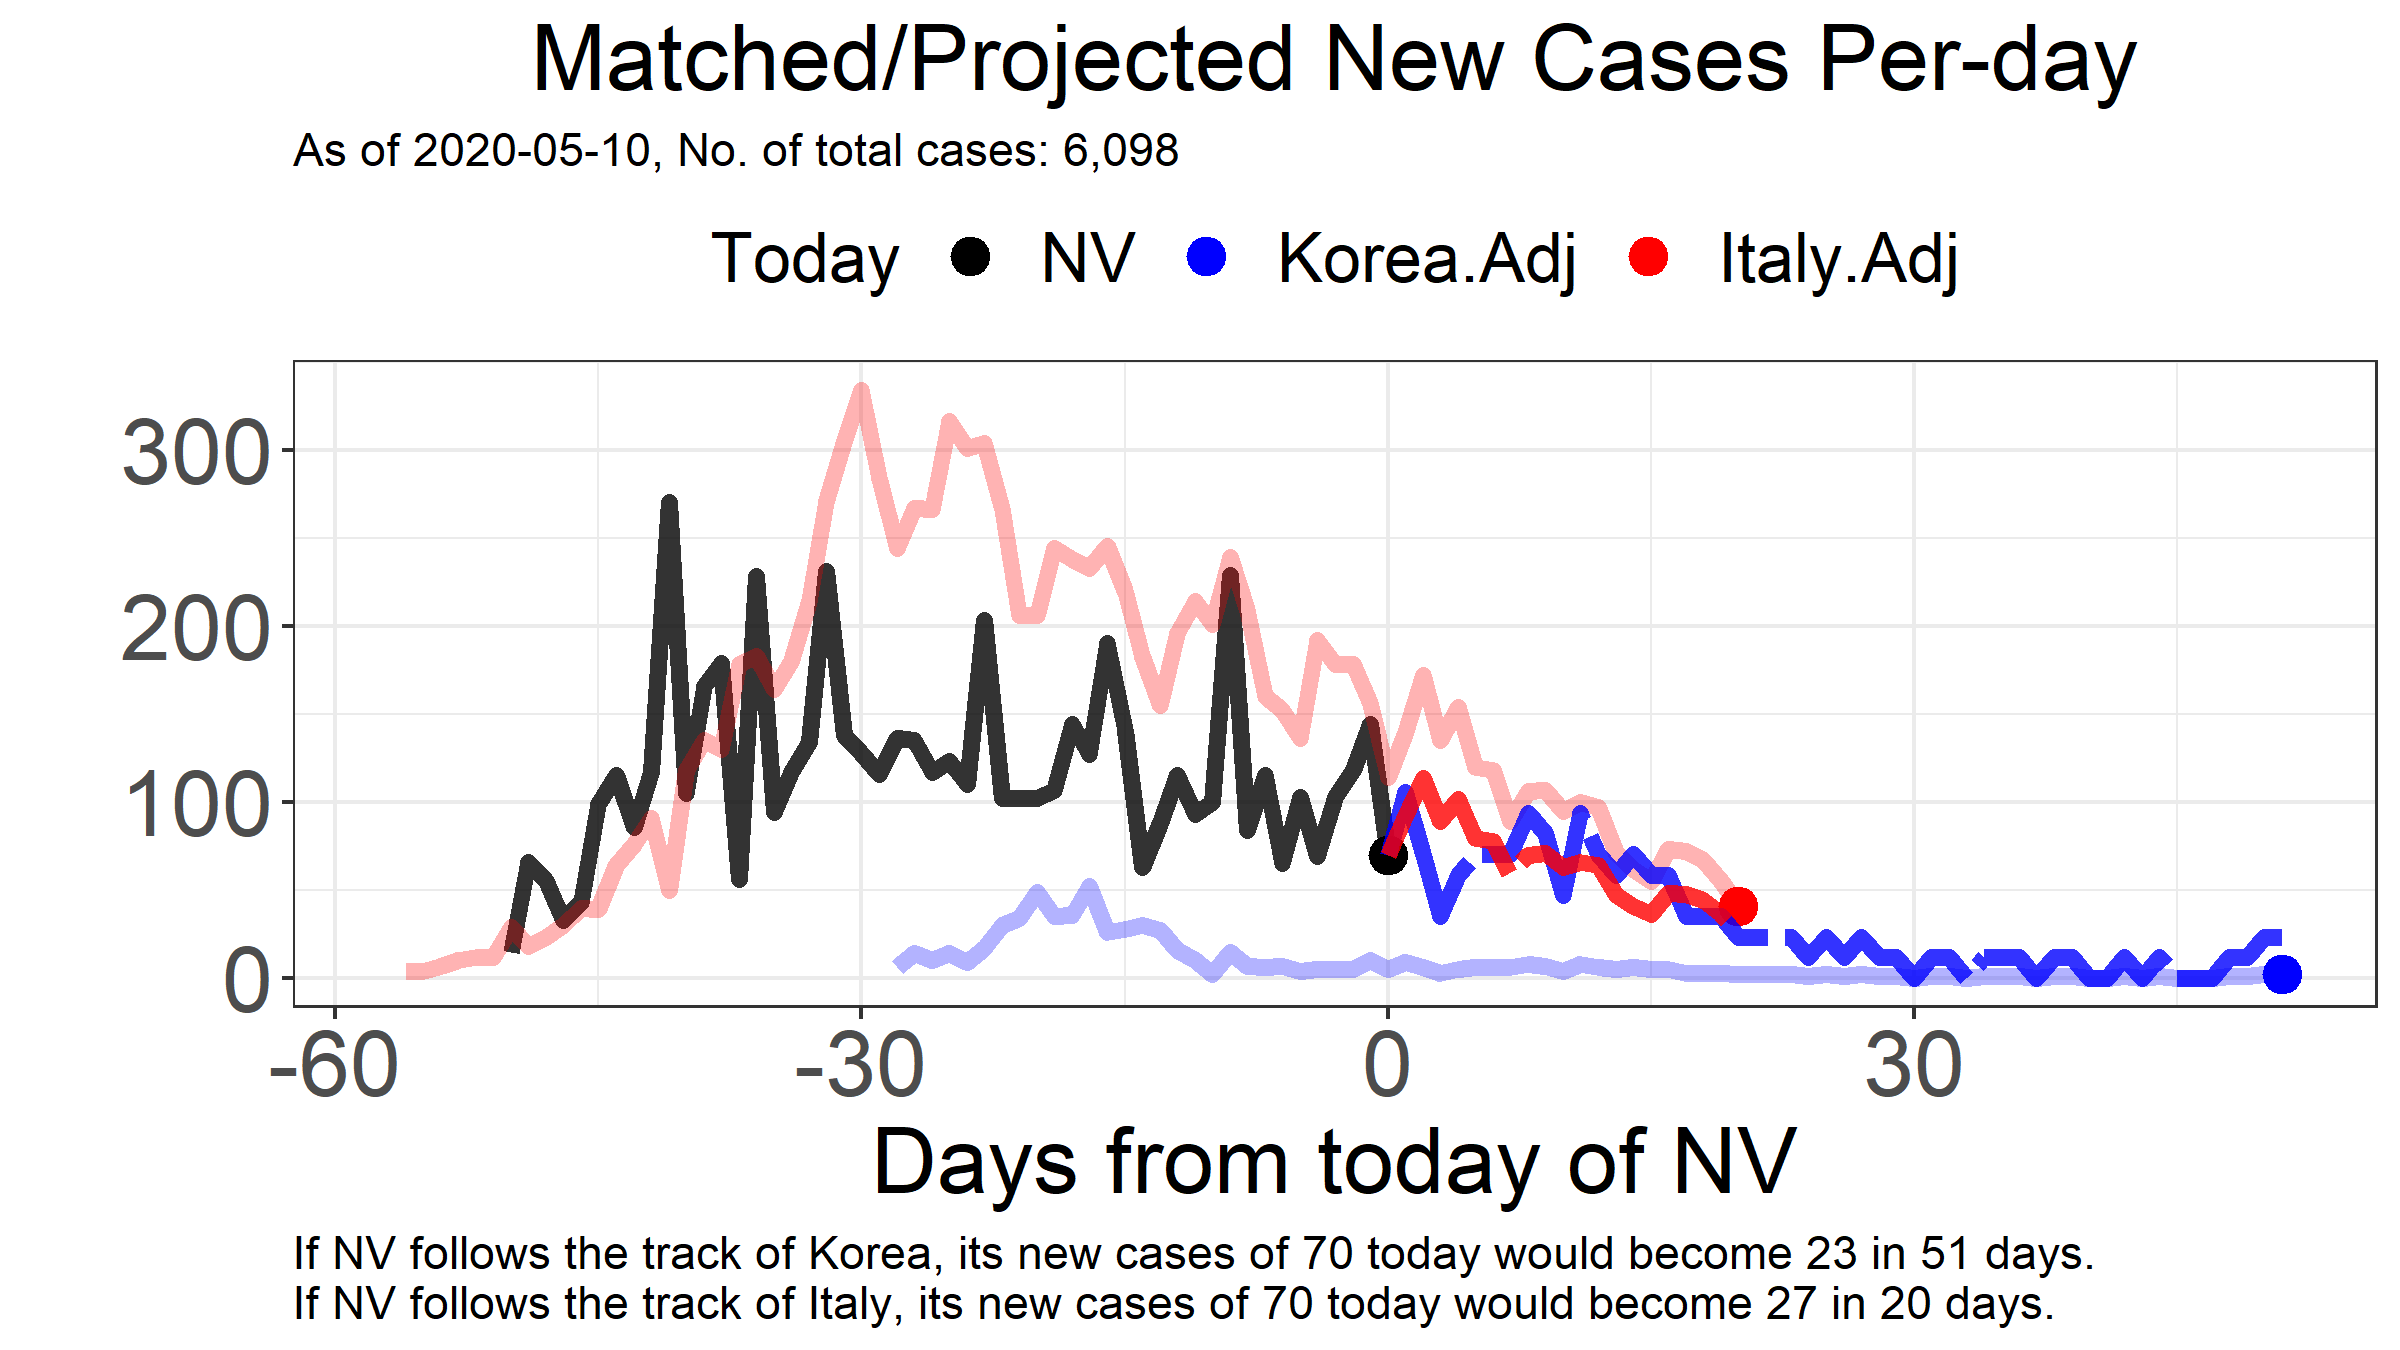 Matched/Projected New Cases Per-day
As of 2020-05-10, No. of total cases: 6,098
Today NV Korea.Adj Italy.Adj
300
200
100
0
-60 -30 0 30
Days from today of NV
If NV follows the track of Korea, its new cases of 70 today would become 23 in 51 days.
If NV follows the track of Italy, its new cases of 70 today would become 27 in 20 days.